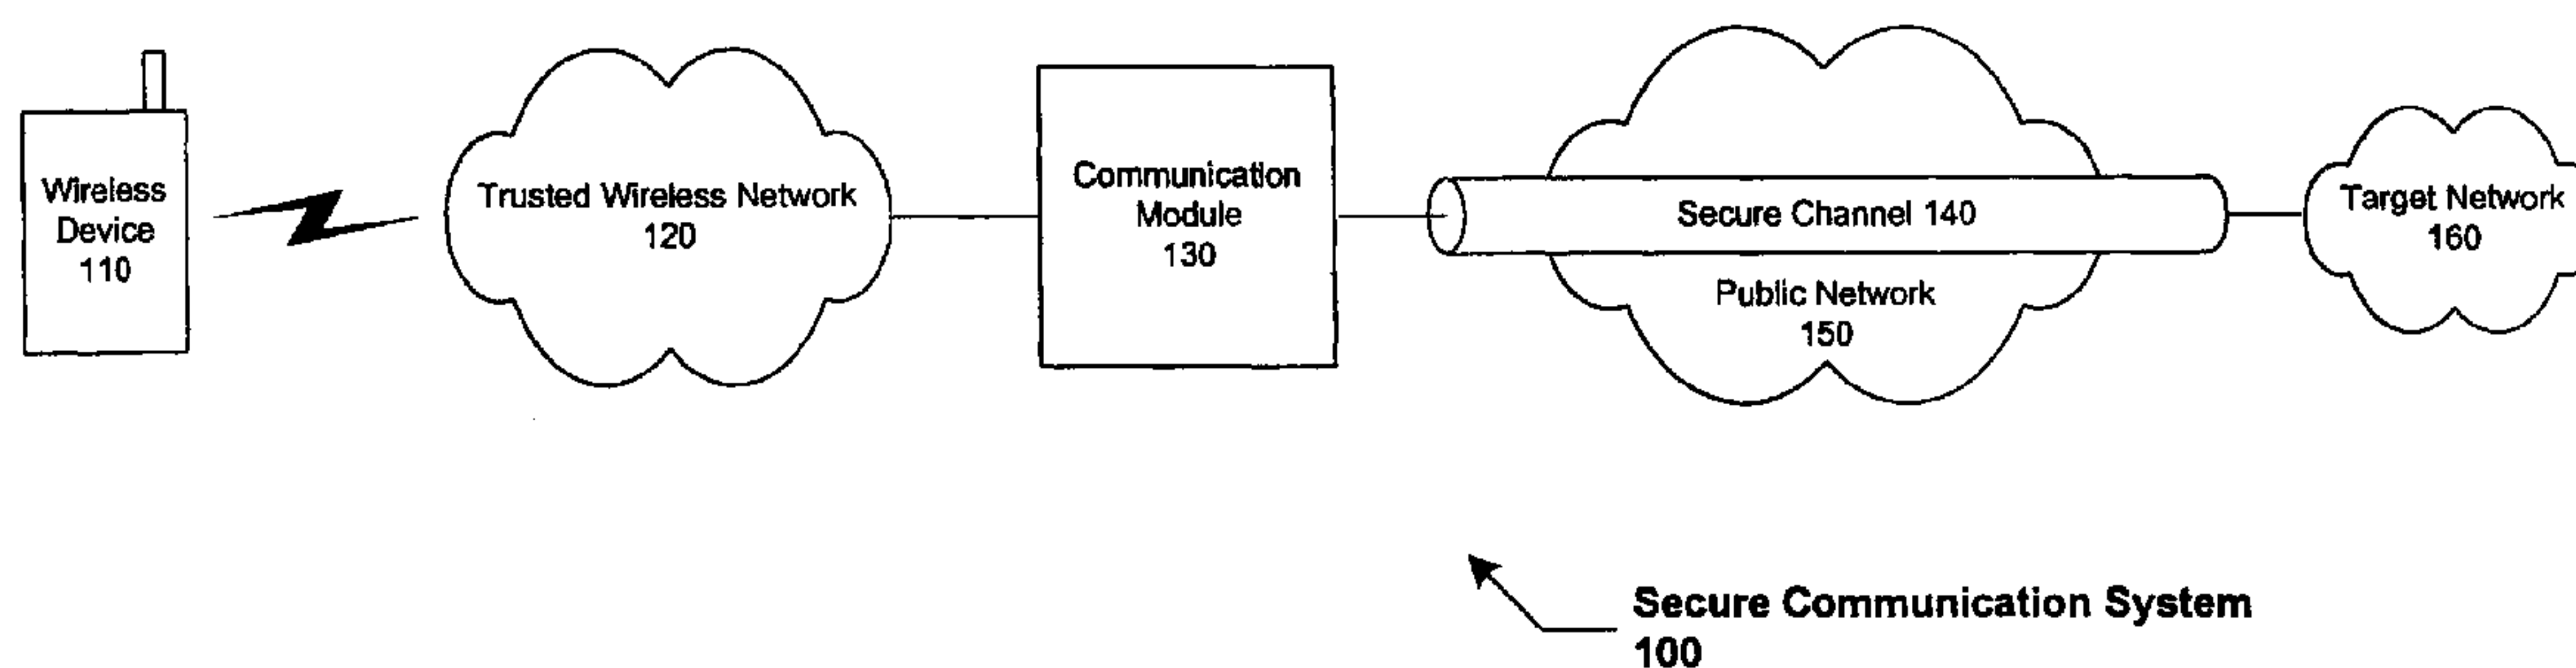 Wireless
Device
110
Trusted Wireless Network
120
Communication
Module
130
Secure Channel 140
Public Network
150
Target Network
160
Secure Communication System
100